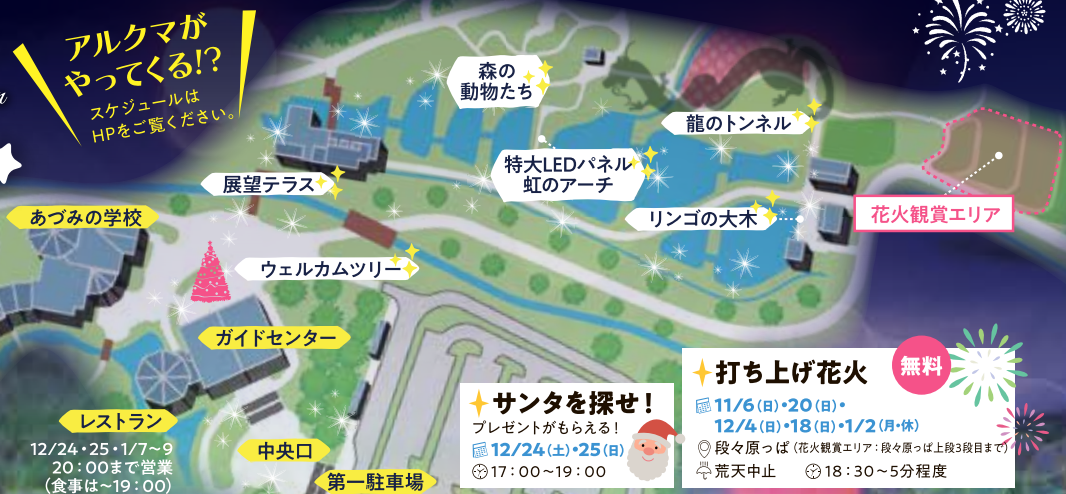 アルクマが
やってくる!?
スケジュールは
HPをご覧ください。
森の
動物たち
龍のトンネル
特大LEDパネル
虹のアーチ
展望テラス
リンゴの大木
花火観賞エリア
あづみの学校
ウェルカムツリー
ガイドセンター
レストラン
12/24・25・1/7～9
20：00まで営業
(食事は～19：00)
中央口
第一駐車場
サンタを探せ！
プレゼントがもらえる！
12/24(土)・25(日)
17：00～19：00
打ち上げ花火
無料
11/6(日)・20(日)・
12/4(日)・18(日)・1/2(月・休)
段々原っぱ(花火観賞エリア：段々原っぱ上段3段目まで)
荒天中止 18：30～5分程度